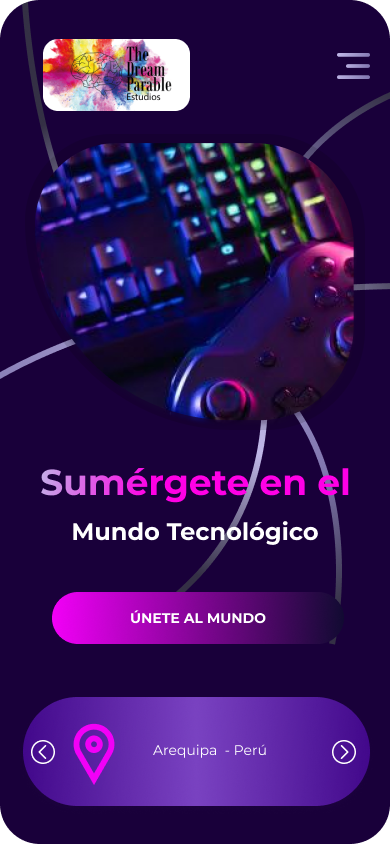 The
Dream
Parable
Estudios
Sumérgete en el
Mundo Tecnológico
ÚNETE AL MUNDO
Arequipa - Perú